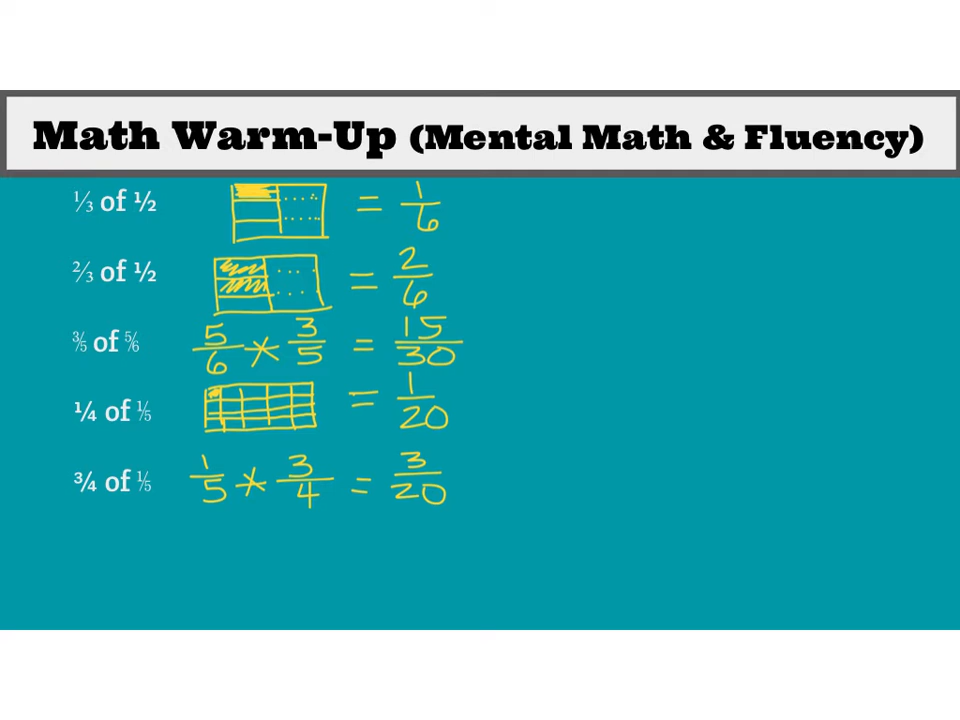 Math Warm-Up (Mental Math & Fluency)
⅓ of ½ = 1/6
⅔ of ½ = 2/6
⅗ of ⅚ 5/6 * 3/5 = 15/30
¼ of ⅕ = 1/20
¾ of ⅕ 1/5 * 3/4 = 3/20